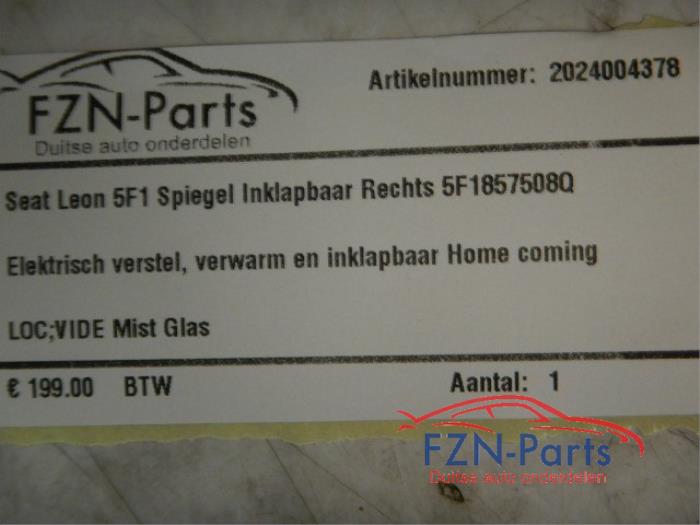 FZN-Parts
Duitse auto onderdelen
Artikelnummer: 2024004378
Seat Leon 5F1 Spiegel Inklapbaar Rechts 5F1857508Q
Elektrisch verstel, verwarm en inklapbaar Home coming
LOC;VIDE Mist Glas
€ 199.00 BTW Aantal: 1
FZN-Parts
Duitse auto onderdelen